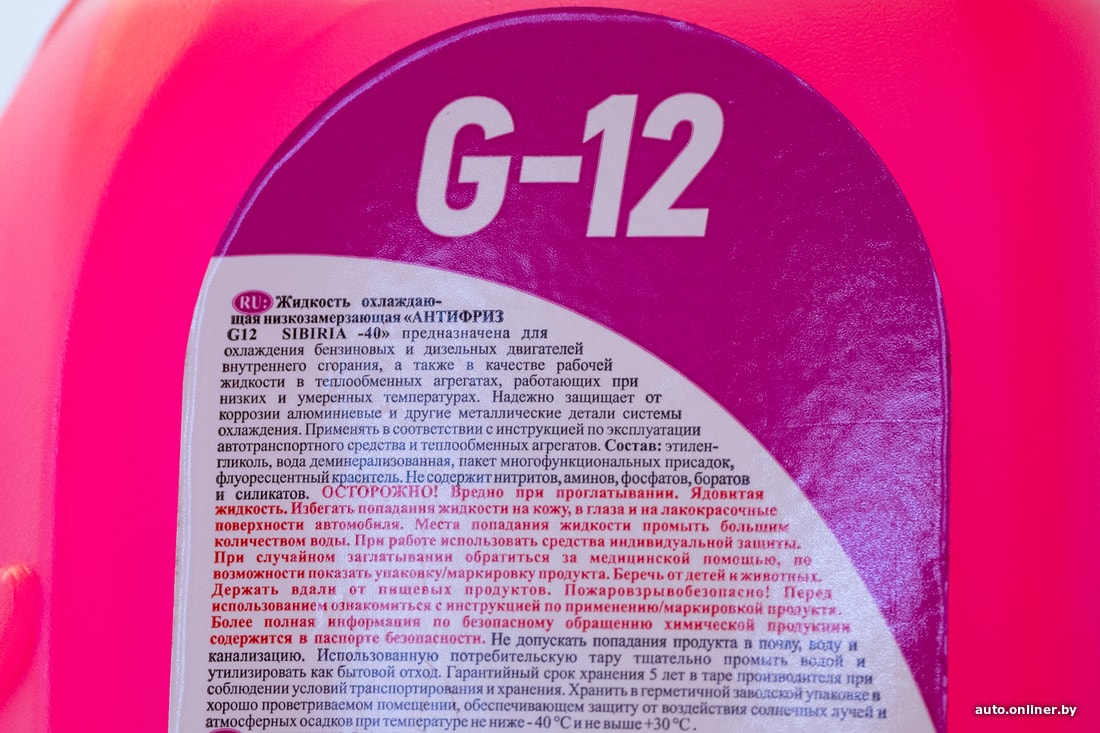 G-12
RU: Жидкость охлаждаю-
щая низкозамерзающая «АНТИФРИЗ
G12 SIBIRIA -40» предназначена для
охлаждения бензиновых и дизельных двигателей
внутреннего сгорания, а также в качестве рабочей
жидкости в теплообменных агрегатах, работающих при
низких и умеренных температурах. Надежно защищает от
коррозии алюминиевые и другие металлические детали системы
охлаждения. Применять в соответствии с инструкцией по эксплуатации
автотранспортного средства и теплообменных агрегатов. Состав: этилен-
гликоль, вода деминерализованная, пакет многофункциональных присадок,
флуоресцентный краситель. Не содержит нитритов, аминов, фосфатов, боратов
и силикатов. ОСТОРОЖНО! Вредно при проглатывании. Ядовитая
жидкость. Избегать попадания жидкости на кожу, в глаза и на лакокрасочные
поверхности автомобиля. Места попадания жидкости промыть большим
количеством воды. При работе использовать средства индивидуальной защиты.
При случайном заглатывании обратиться за медицинской помощью, по
возможности показать упаковку/маркировку продукта. Беречь от детей и животных.
Держать вдали от пищевых продуктов. Пожаровзрывобезопасно! Перед
использованием ознакомиться с инструкцией по применению/маркировкой продукта.
Более полная информация по безопасному обращению химической продукции
содержится в паспорте безопасности. Не допускать попадания продукта в почву, воду и
канализацию. Использованную потребительскую тару тщательно промыть водой и
утилизировать как бытовой отход. Гарантийный срок хранения 5 лет в таре производителя при
соблюдении условий транспортирования и хранения. Хранить в герметичной заводской упаковке в
хорошо проветриваемом помещении, обеспечивающем защиту от воздействия солнечных лучей и
атмосферных осадков при температуре не ниже - 40 °С и не выше +30 °С.
auto.onliner.by